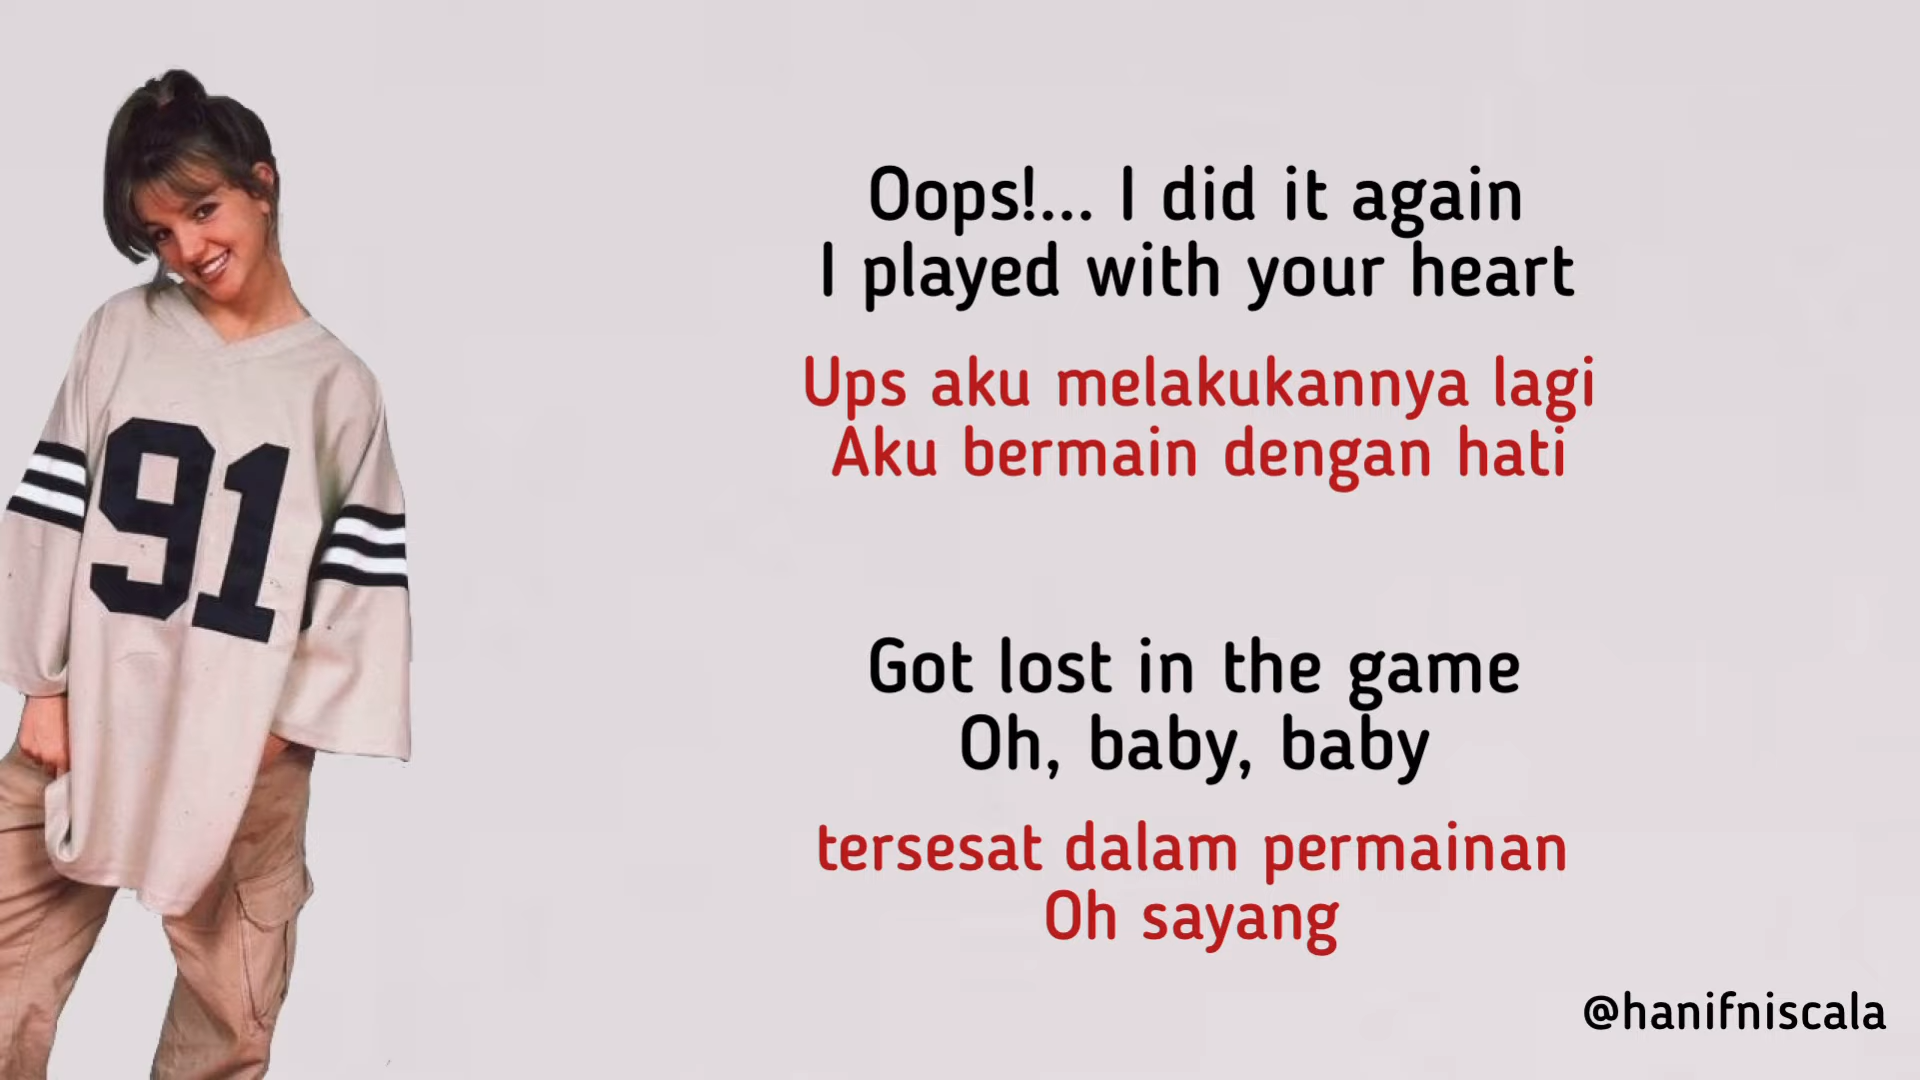 Oops!... I did it again
I played with your heart
Ups aku melakukannya lagi
Aku bermain dengan hati
Got lost in the game
Oh, baby, baby
tersesat dalam permainan
Oh sayang
@hanifniscala
91